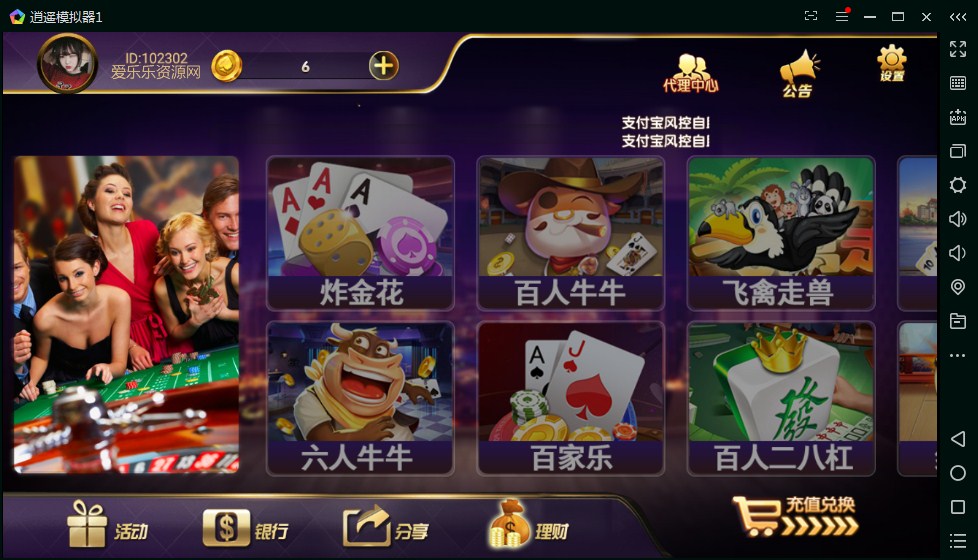 逍遥模拟器1
ID:102302
爱乐乐资源网
6
代理中心
公告
设置
支付宝风控自
支付宝风控自
炸金花
百人牛牛
飞禽走兽
六人牛牛
百家乐
百人二八杠
活动
银行
分享
理财
充值兑换
APK
A
A
A
A
J
發